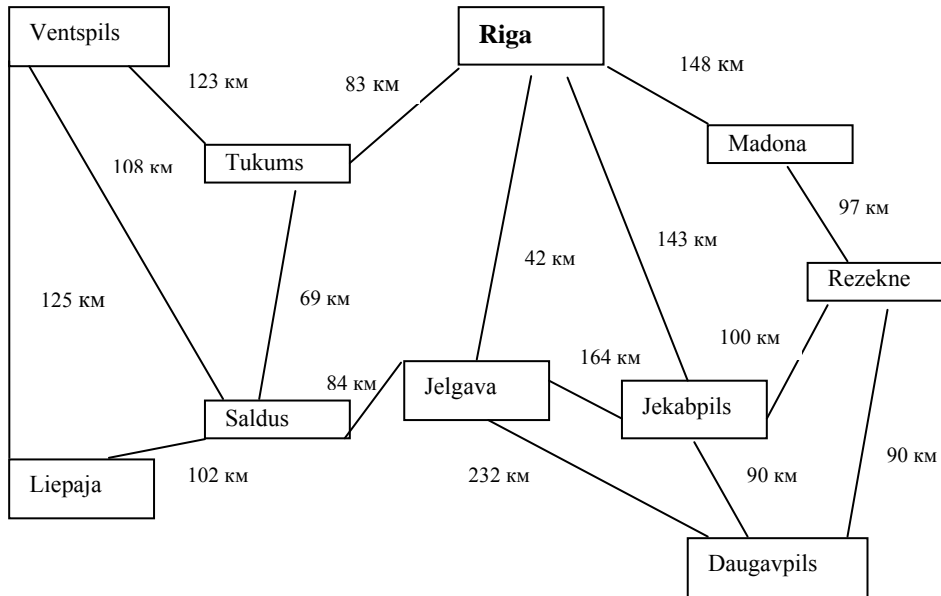 Ventspils
Riga
123 км
83 км
148 км
Madona
108 км
Tukums
97 км
143 км
42 км
Rezekne
125 км
69 км
100 км
164 км
84 км
Jelgava
Jekabpils
Saldus
90 км
102 км
232 км
90 км
Liepaja
Daugavpils